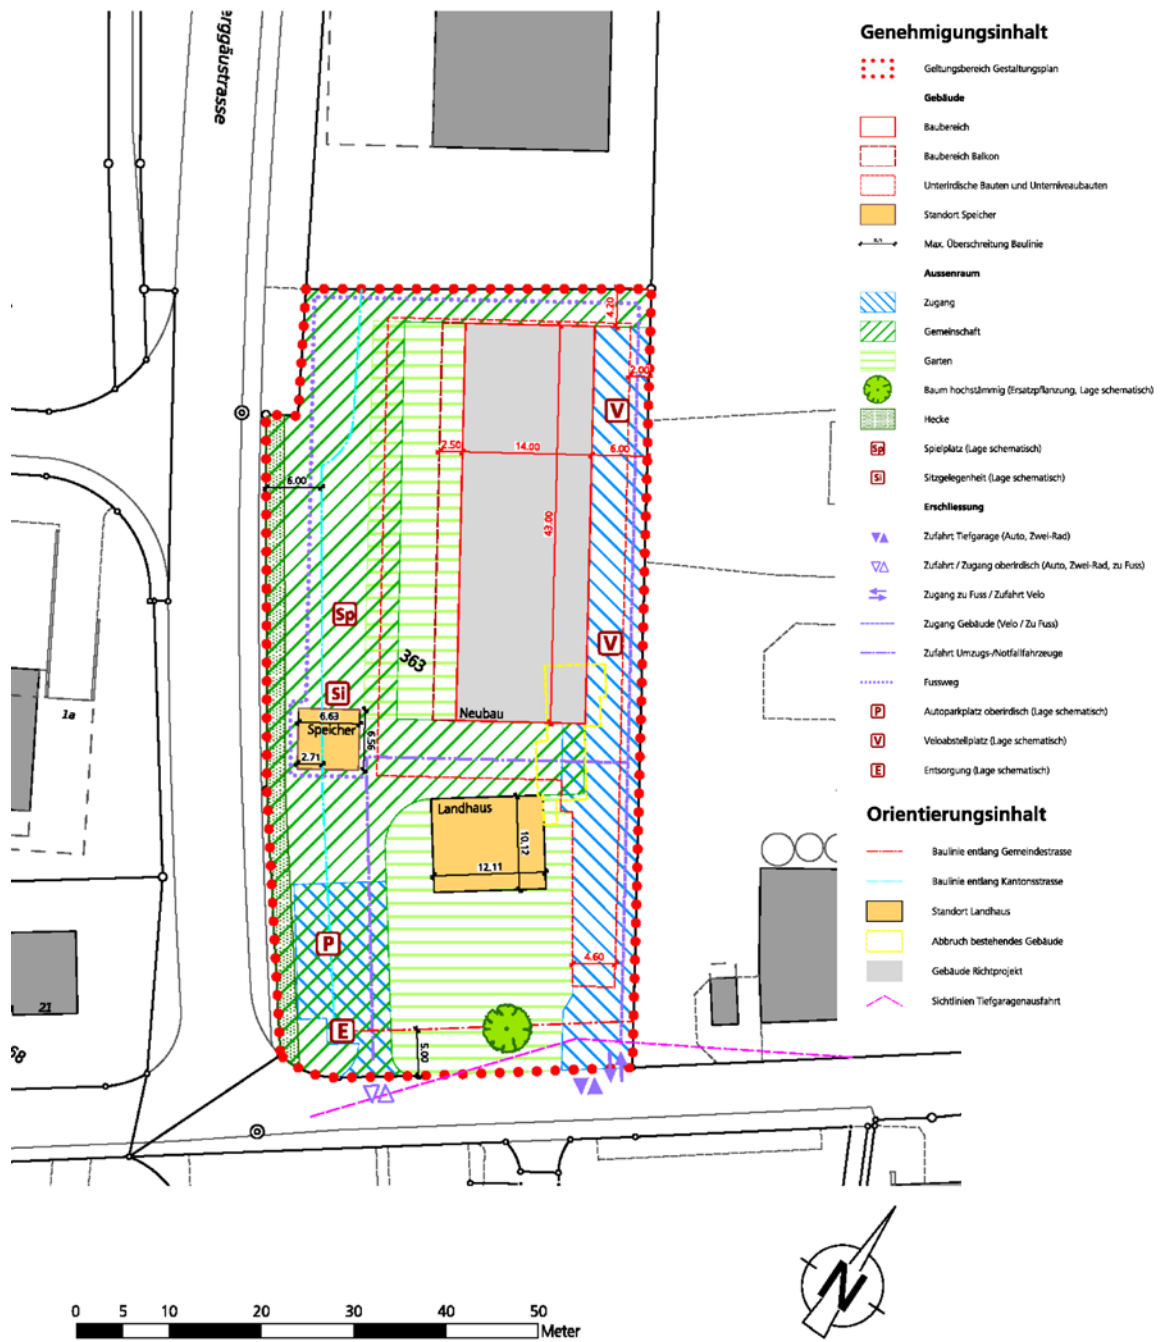 erggäustrasse
Genehmigungsinhalt
Geltungsbereich Gestaltungsplan
Gebäude
Baubereich
Baubereich Balkon
Unterirdische Bauten und Unterniveaubauten
Standort Speicher
Max. Überschreitung Baulinie
Aussenraum
Zugang
Gemeinschaft
Garten
Baum hochstämmig (Ersatzpflanzung, Lage schematisch)
Hecke
Sp Spielplatz (Lage schematisch)
Si Sitzgelegenheit (Lage schematisch)
Erschliessung
Zufahrt Tiefgarage (Auto, Zwei-Rad)
Zufahrt / Zugang oberirdisch (Auto, Zwei-Rad, zu Fuss)
Zugang zu Fuss / Zufahrt Velo
Zugang Gebäude (Velo / Zu Fuss)
Zufahrt Umzugs-/Notfallfahrzeuge
Fussweg
P Autoparkplatz oberirdisch (Lage schematisch)
V Veloabstellplatz (Lage schematisch)
E Entsorgung (Lage schematisch)
Orientierungsinhalt
Baulinie entlang Gemeindestrasse
Baulinie entlang Kantonsstrasse
Standort Landhaus
Abbruch bestehendes Gebäude
Gebäude Richtprojekt
Sichtlinien Tiefgaragenausfahrt
4.20
2.00
V
2.50
14.00
6.00
6.00
43.00
Sp
V
363
Si
1a
6.63
Neubau
Speicher
6.56
2.71
Landhaus
10.12
12.11
P
4.60
21
E
5.00
68
N
0 5 10 20 30 40 50
Meter